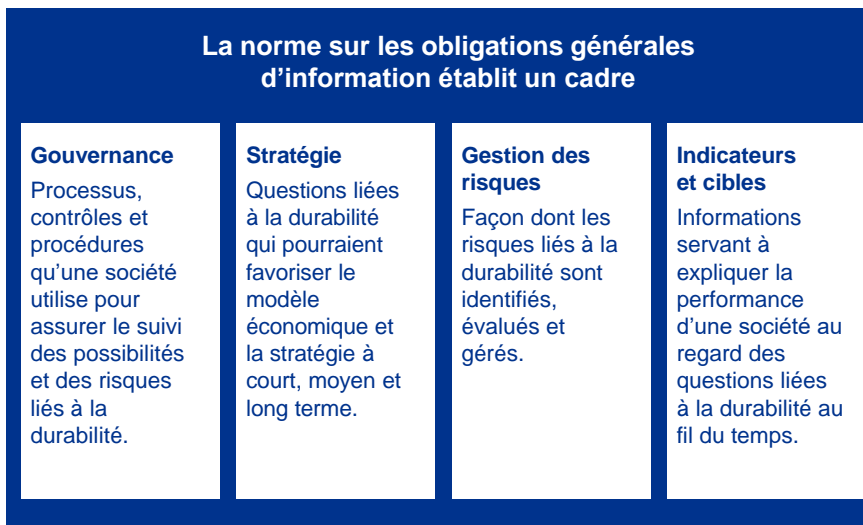 La norme sur les obligations générales
d’information établit un cadre
Gouvernance
Processus,
contrôles et
procédures
qu’une société
utilise pour
assurer le suivi
des possibilités
et des risques
liés à la
durabilité.
Stratégie
Questions liées
à la durabilité
qui pourraient
favoriser le
modèle
économique et
la stratégie à
court, moyen et
long terme.
Gestion des
risques
Façon dont les
risques liés à la
durabilité sont
identifiés,
évalués et
gérés.
Indicateurs
et cibles
Informations
servant à
expliquer la
performance
d’une société au
regard des
questions liées
à la durabilité au
fil du temps.